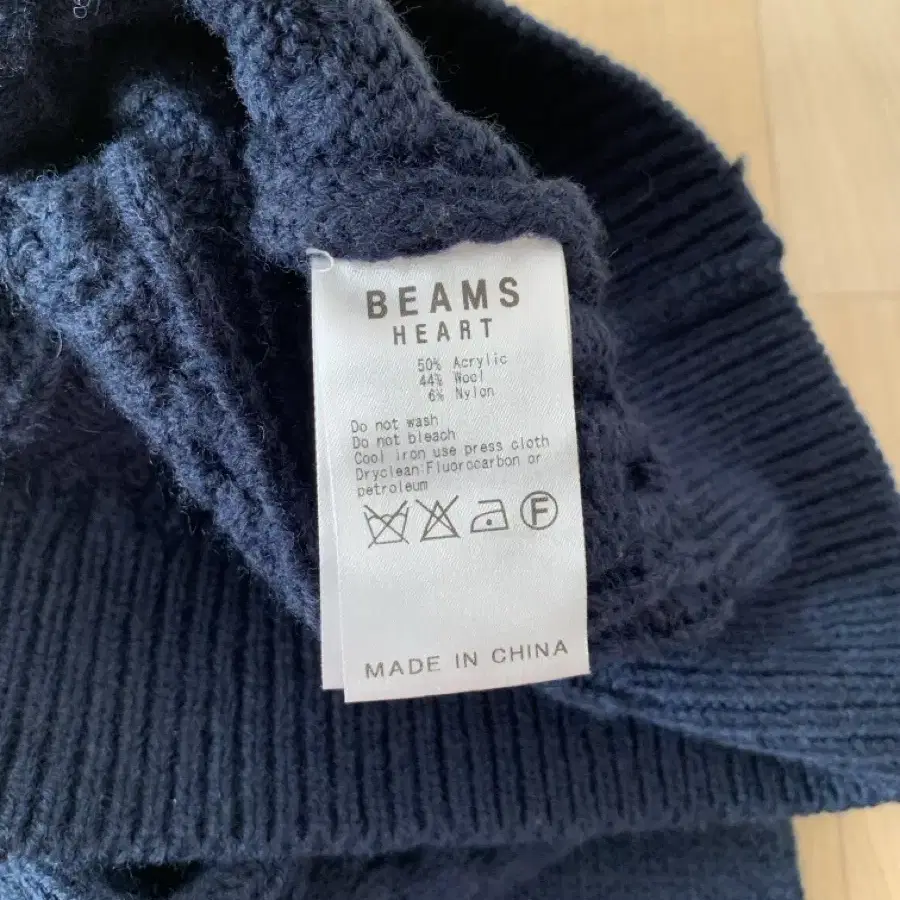 BEAMS
HEART
50% Acrylic
44% Wool
6% Nylon
Do not wash
Do not bleach
Cool iron use press cloth
Dryclean:Fluorocarbon or
petroleum
F
MADE IN CHINA